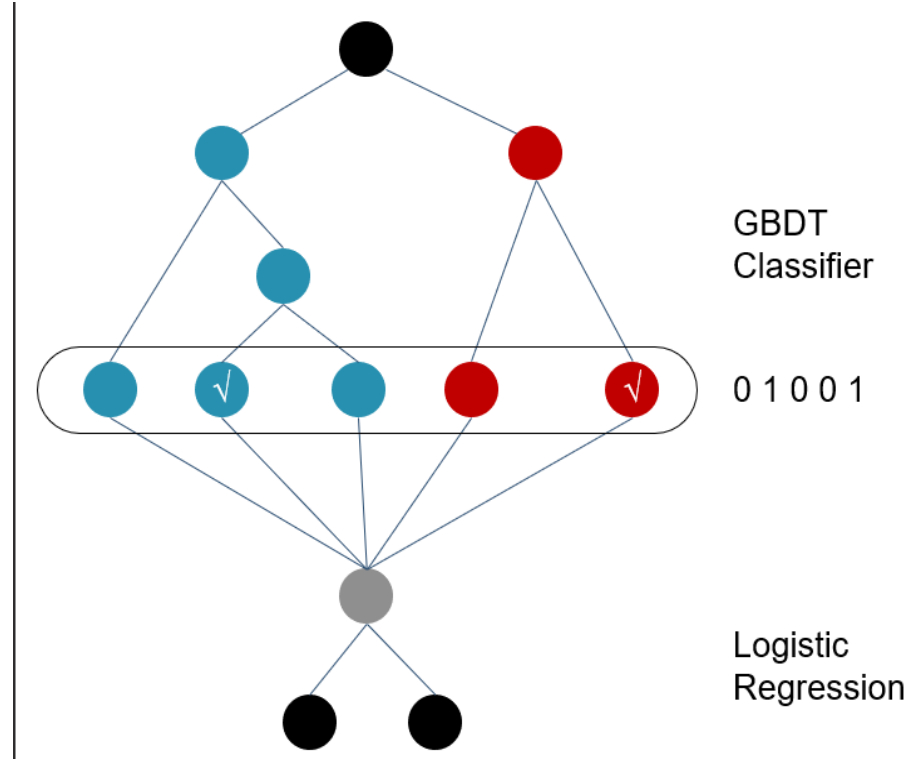 GBDT
Classifier
√
√
0 1 0 0 1
Logistic
Regression